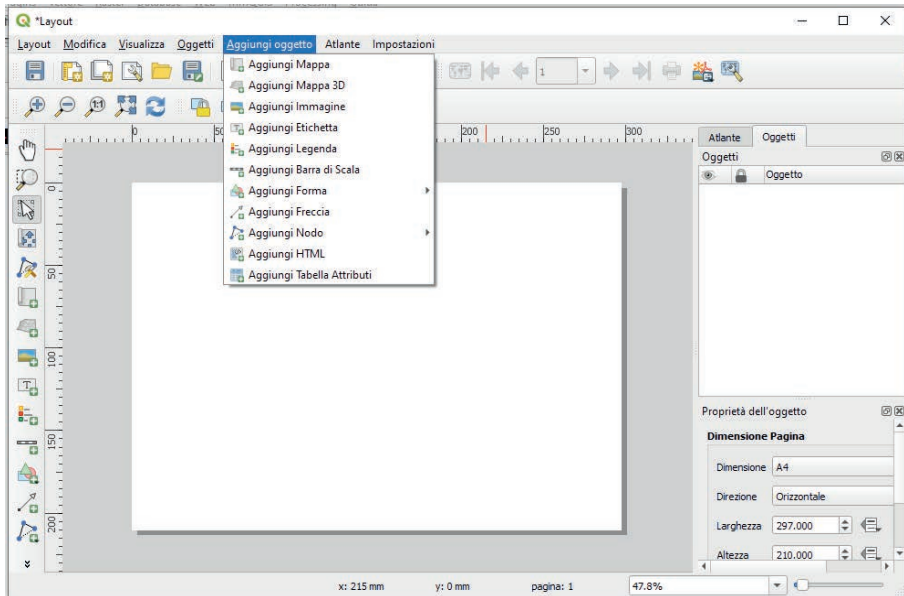 *Layout
Layout Modifica Visualizza Oggetti Aggiungi oggetto Atlante Impostazioni
Aggiungi Mappa
Aggiungi Mappa 3D
Aggiungi Immagine
Aggiungi Etichetta
Aggiungi Legenda
Aggiungi Barra di Scala
Aggiungi Forma
Aggiungi Freccia
Aggiungi Nodo
Aggiungi HTML
Aggiungi Tabella Attributi
1
1:1
0 50 200 250 300
0
50
100
150
200
Atlante Oggetti
Oggetti
Oggetto
Proprietà dell'oggetto
Dimensione Pagina
Dimensione A4
Direzione Orizzontale
Larghezza 297.000
Altezza 210.000
x: 215 mm y: 0 mm pagina: 1 47.8%